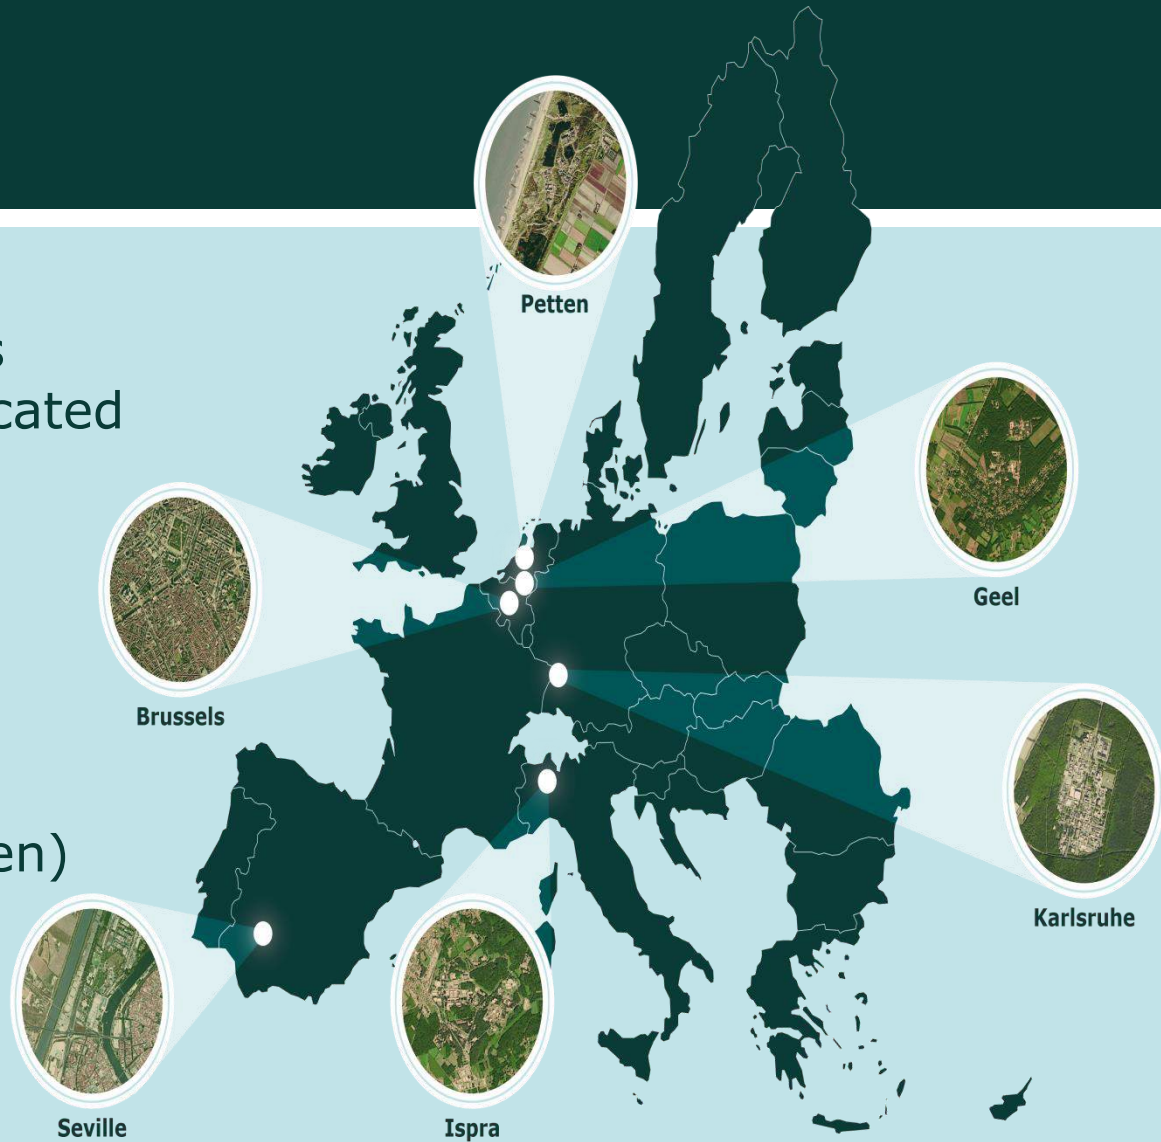 s
cated
en)
Petten
Geel
Brussels
Karlsruhe
Seville
Ispra